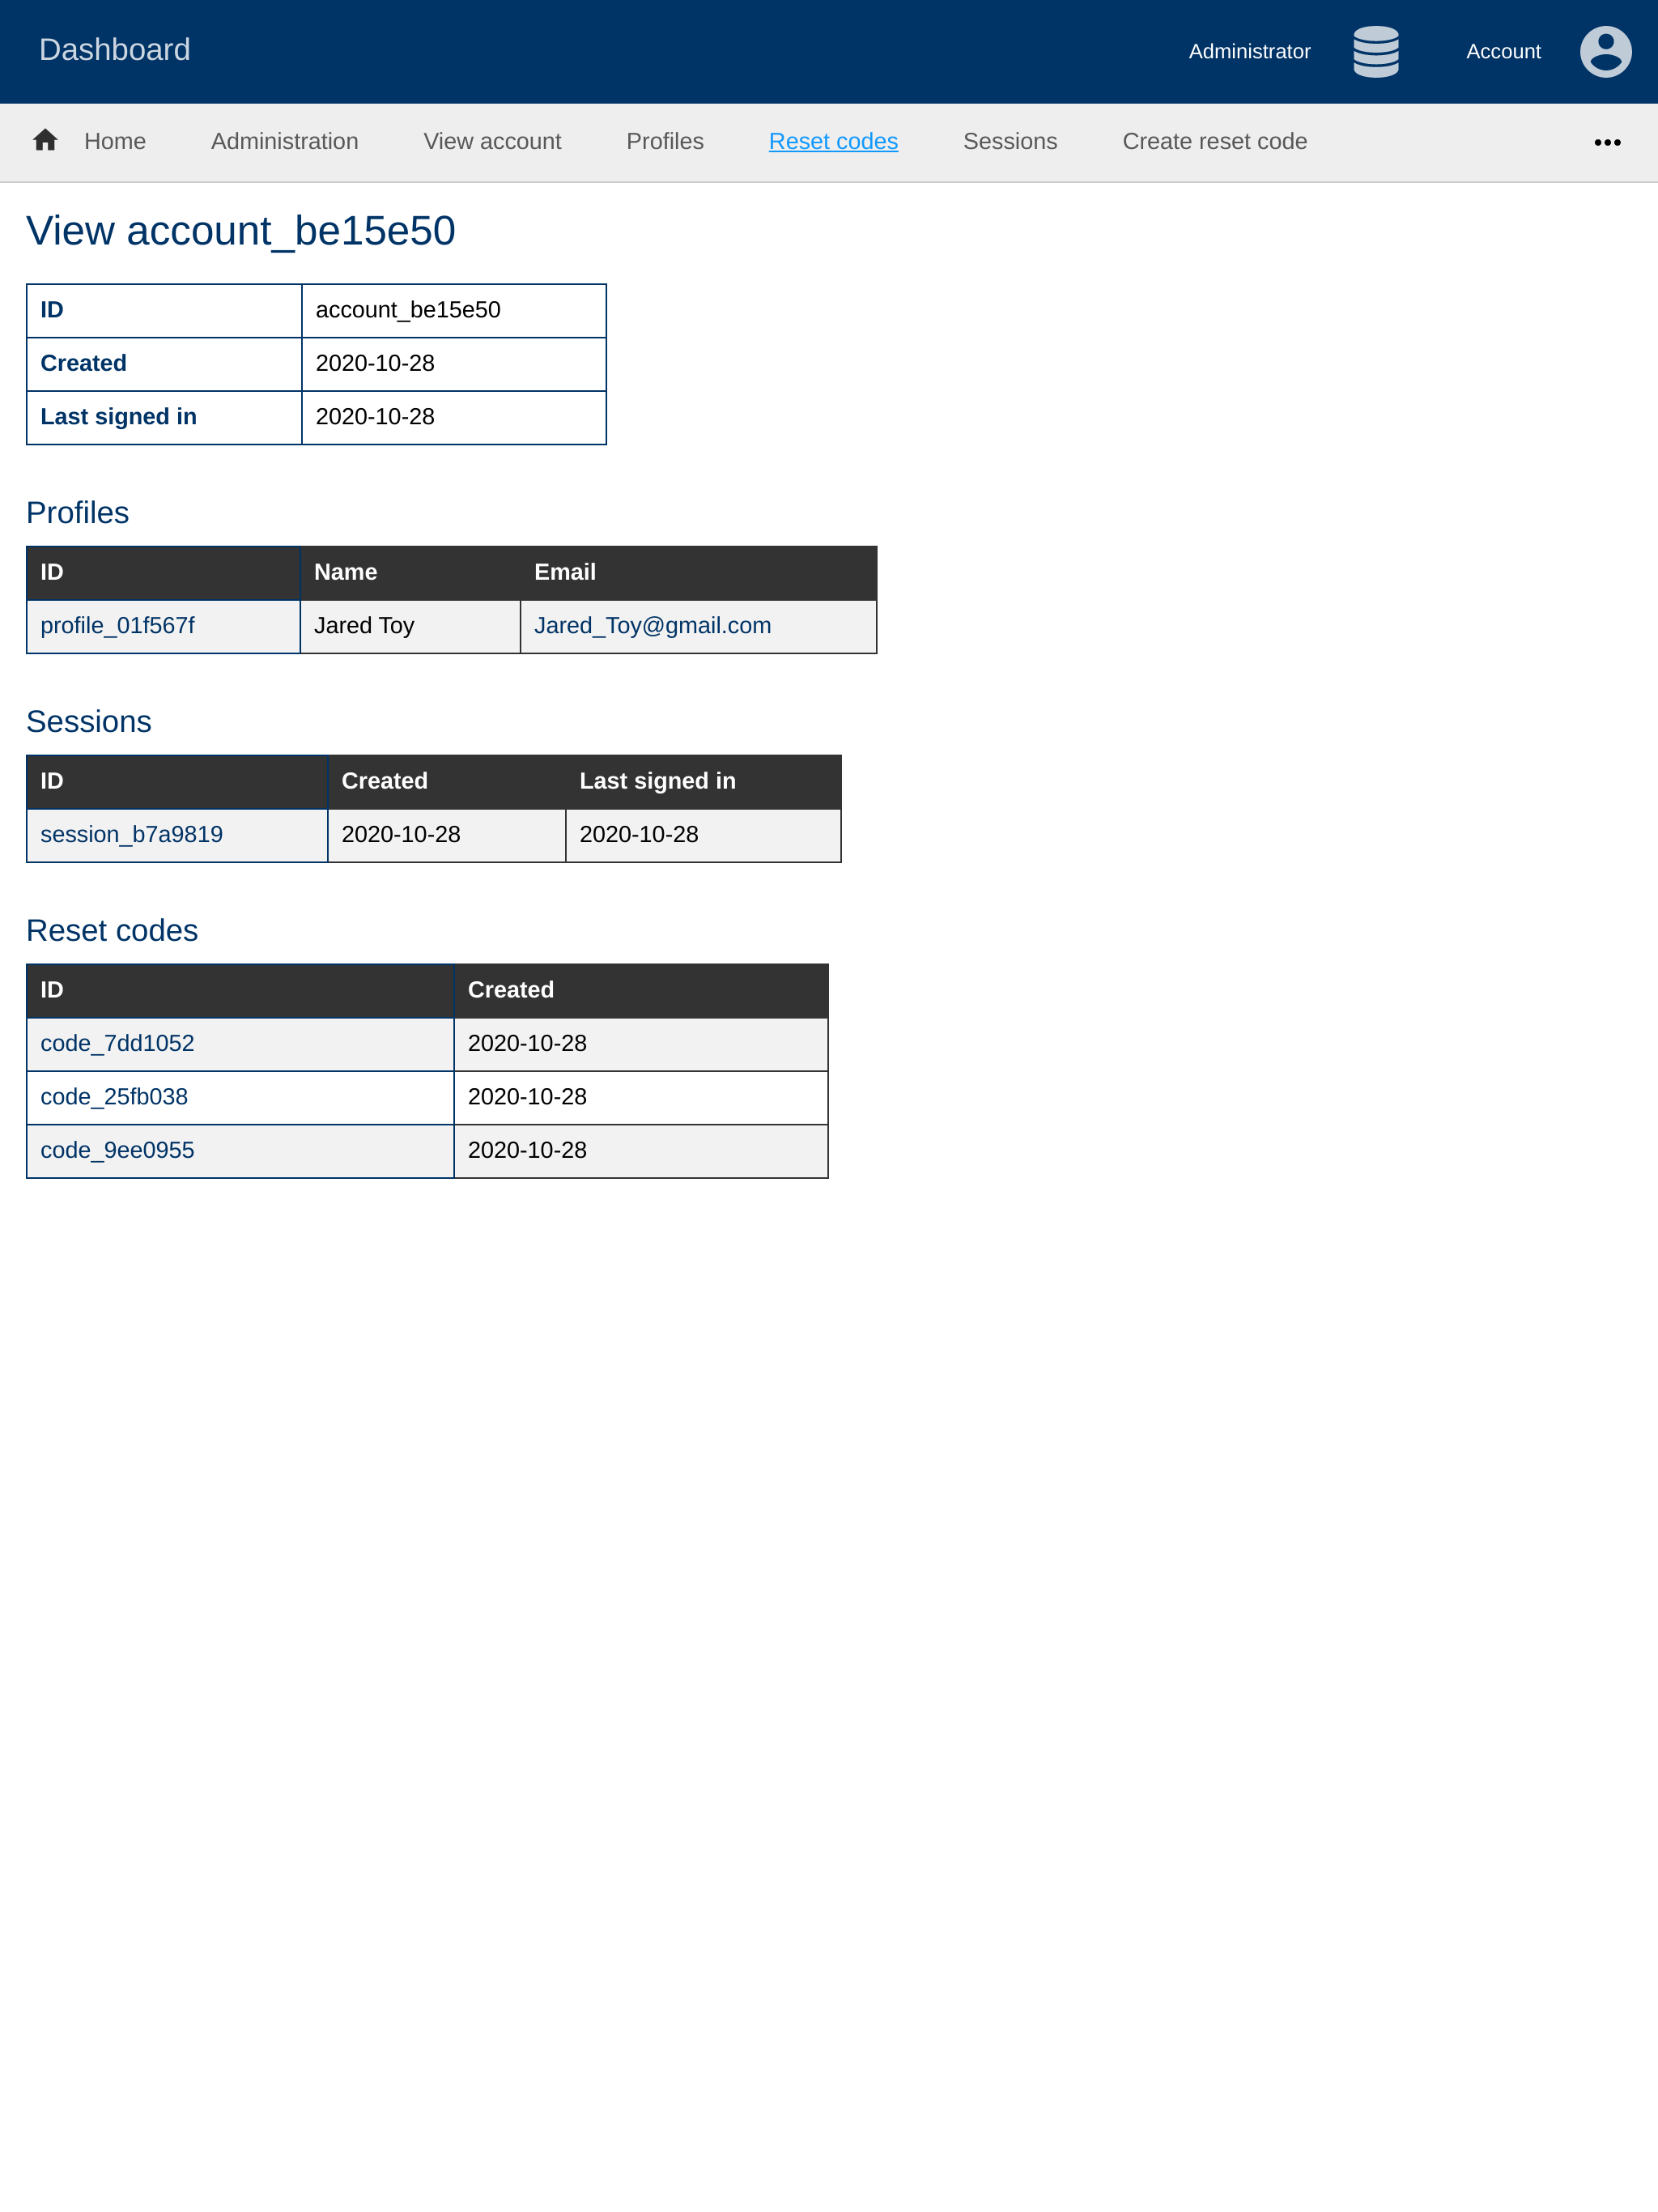 Dashboard Administrator Account
Home Administration View account Profiles Reset codes Sessions Create reset code •••
View account_be15e50
ID account_be15e50
Created 2020-10-28
Last signed in 2020-10-28
Profiles
ID Name Email
profile_01f567f Jared Toy Jared_Toy@gmail.com
Sessions
ID Created Last signed in
session_b7a9819 2020-10-28 2020-10-28
Reset codes
ID Created
code_7dd1052 2020-10-28
code_25fb038 2020-10-28
code_9ee0955 2020-10-28